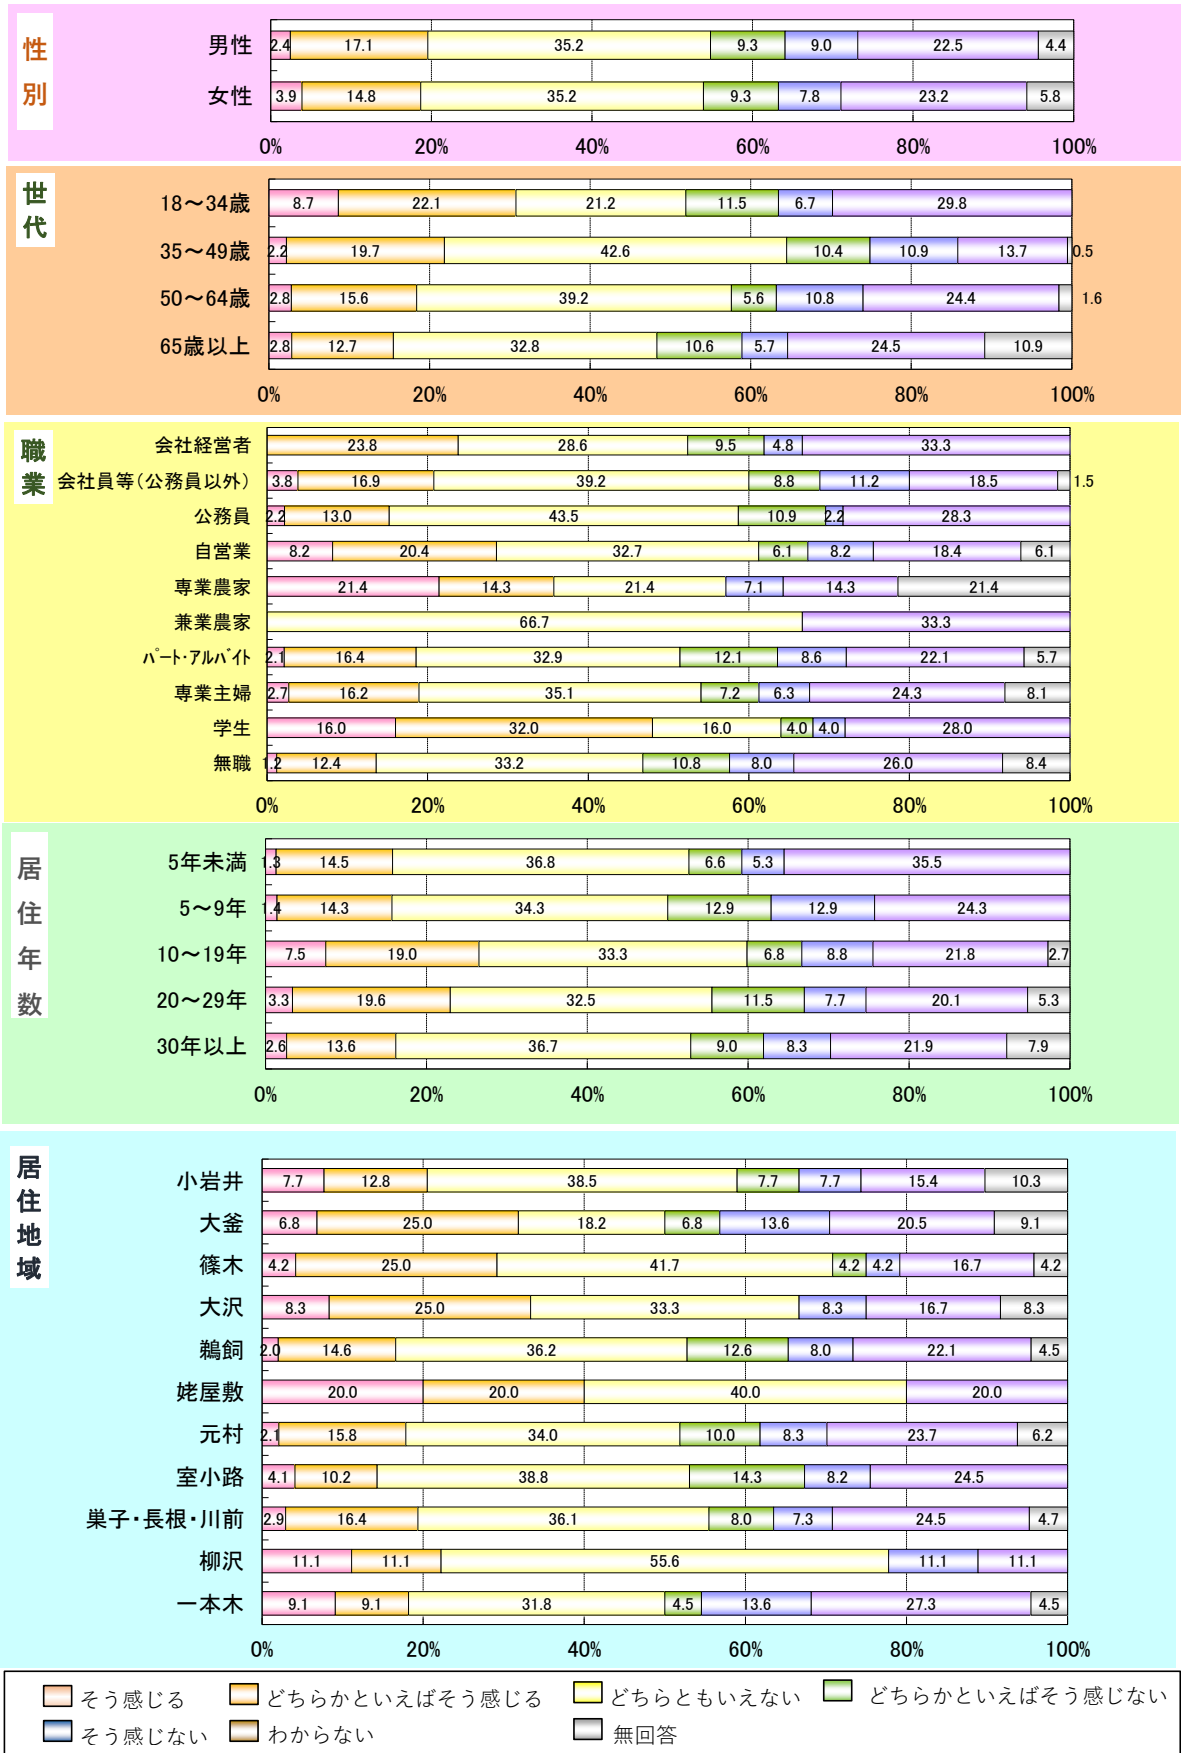 性別
男性 2.4 17.1 35.2 9.3 9.0 22.5 4.4
女性 3.9 14.8 35.2 9.3 7.8 23.2 5.8
0% 20% 40% 60% 80% 100%
世代
18～34歳 8.7 22.1 21.2 11.5 6.7 29.8
35～49歳 2.2 19.7 42.6 10.4 10.9 13.7 0.5
50～64歳 2.8 15.6 39.2 5.6 10.8 24.4 1.6
65歳以上 2.8 12.7 32.8 10.6 5.7 24.5 10.9
0% 20% 40% 60% 80% 100%
職業
会社経営者 23.8 28.6 9.5 4.8 33.3
会社員等(公務員以外) 3.8 16.9 39.2 8.8 11.2 18.5 1.5
公務員 2.2 13.0 43.5 10.9 2.2 28.3
自営業 8.2 20.4 32.7 6.1 8.2 18.4 6.1
専業農家 21.4 14.3 21.4 7.1 14.3 21.4
兼業農家 66.7 33.3
ﾊﾟｰﾄ・ｱﾙﾊﾞｲﾄ 2.1 16.4 32.9 12.1 8.6 22.1 5.7
専業主婦 2.7 16.2 35.1 7.2 6.3 24.3 8.1
学生 16.0 32.0 16.0 4.0 4.0 28.0
無職 1.2 12.4 33.2 10.8 8.0 26.0 8.4
0% 20% 40% 60% 80% 100%
居住年数
5年未満 1.3 14.5 36.8 6.6 5.3 35.5
5～9年 1.4 14.3 34.3 12.9 12.9 24.3
10～19年 7.5 19.0 33.3 6.8 8.8 21.8 2.7
20～29年 3.3 19.6 32.5 11.5 7.7 20.1 5.3
30年以上 2.6 13.6 36.7 9.0 8.3 21.9 7.9
0% 20% 40% 60% 80% 100%
居住地域
小岩井 7.7 12.8 38.5 7.7 7.7 15.4 10.3
大釜 6.8 25.0 18.2 6.8 13.6 20.5 9.1
篠木 4.2 25.0 41.7 4.2 4.2 16.7 4.2
大沢 8.3 25.0 33.3 8.3 16.7 8.3
鵜飼 2.0 14.6 36.2 12.6 8.0 22.1 4.5
姥屋敷 20.0 20.0 40.0 20.0
元村 2.1 15.8 34.0 10.0 8.3 23.7 6.2
室小路 4.1 10.2 38.8 14.3 8.2 24.5
巣子・長根・川前 2.9 16.4 36.1 8.0 7.3 24.5 4.7
柳沢 11.1 11.1 55.6 11.1 11.1
一本木 9.1 9.1 31.8 4.5 13.6 27.3 4.5
0% 20% 40% 60% 80% 100%
そう感じる どちらかといえばそう感じる どちらともいえない どちらかといえばそう感じない
そう感じない わからない 無回答